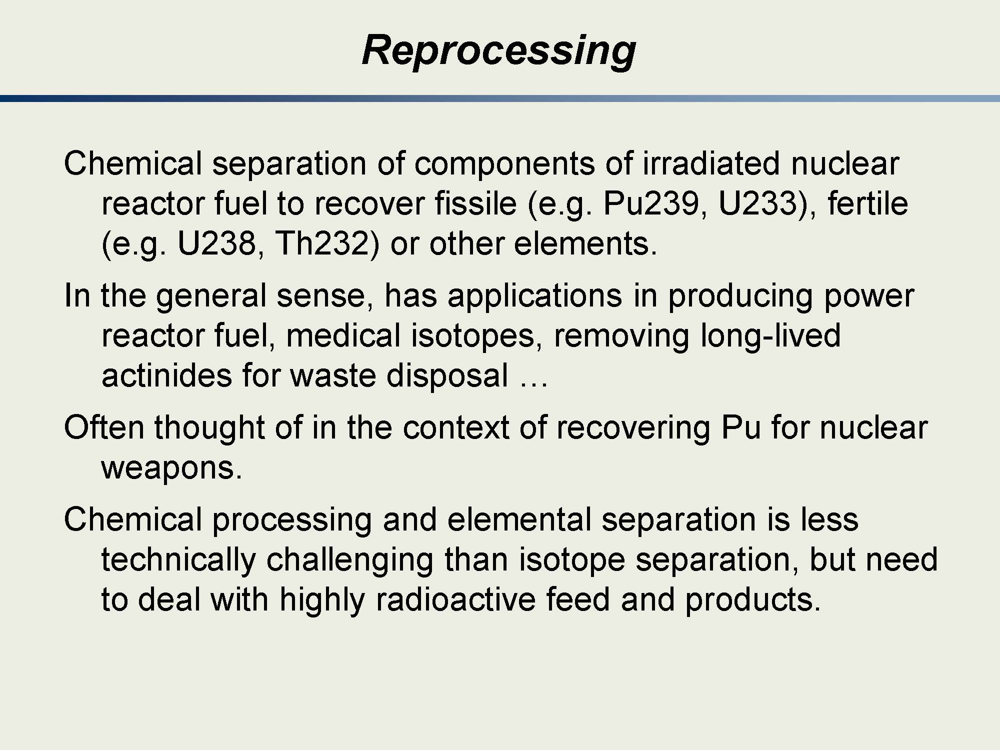 Reprocessing
Chemical separation of components of irradiated nuclear
reactor fuel to recover fissile (e.g. Pu239, U233), fertile
(e.g. U238, Th232) or other elements.
In the general sense, has applications in producing power
reactor fuel, medical isotopes, removing long-lived
actinides for waste disposal …
Often thought of in the context of recovering Pu for nuclear
weapons.
Chemical processing and elemental separation is less
technically challenging than isotope separation, but need
to deal with highly radioactive feed and products.